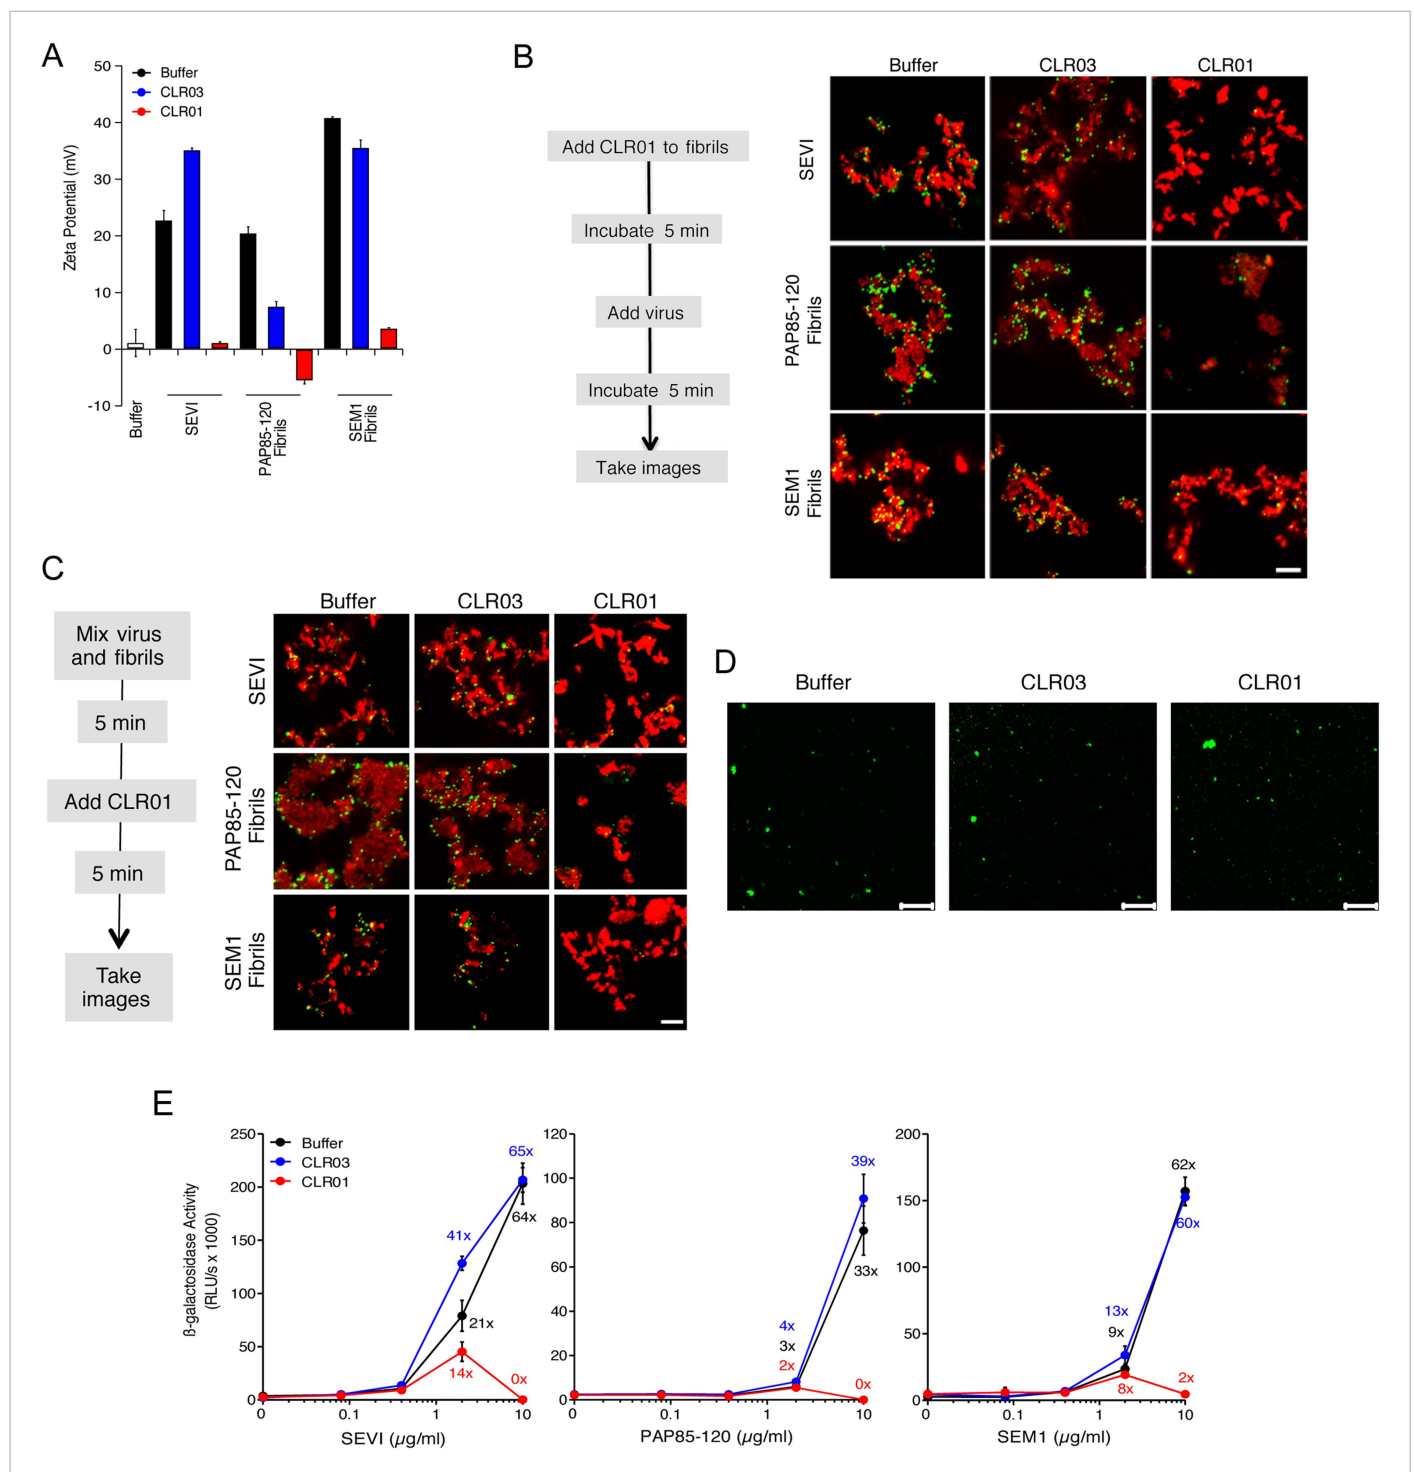 A
50
40
30
20
10
0
-10
Zeta Potential (mV)
Buffer
CLR03
CLR01
Buffer
SEVI
PAP85-120
Fibrils
SEM1
Fibrils
B
Add CLR01 to fibrils
Incubate 5 min
Add virus
Incubate 5 min
Take images
Buffer
CLR03
CLR01
SEVI
PAP85-120
Fibrils
SEM1
Fibrils
C
Mix virus
and fibrils
5 min
Add CLR01
5 min
Take
images
Buffer
CLR03
CLR01
SEVI
PAP85-120
Fibrils
SEM1
Fibrils
D
Buffer
CLR03
CLR01
E
ß-galactosidase Activity
(RLU/s x 1000)
250
200
150
100
50
0
Buffer
CLR03
CLR01
65x
64x
41x
21x
14x
0x
0
0.1
1
10
SEVI (µg/ml)
120
100
80
60
40
20
0
39x
33x
4x
3x
2x
0x
0
0.1
1
10
PAP85-120 (µg/ml)
200
150
100
50
0
62x
60x
13x
9x
8x
2x
0
0.1
1
10
SEM1 (µg/ml)